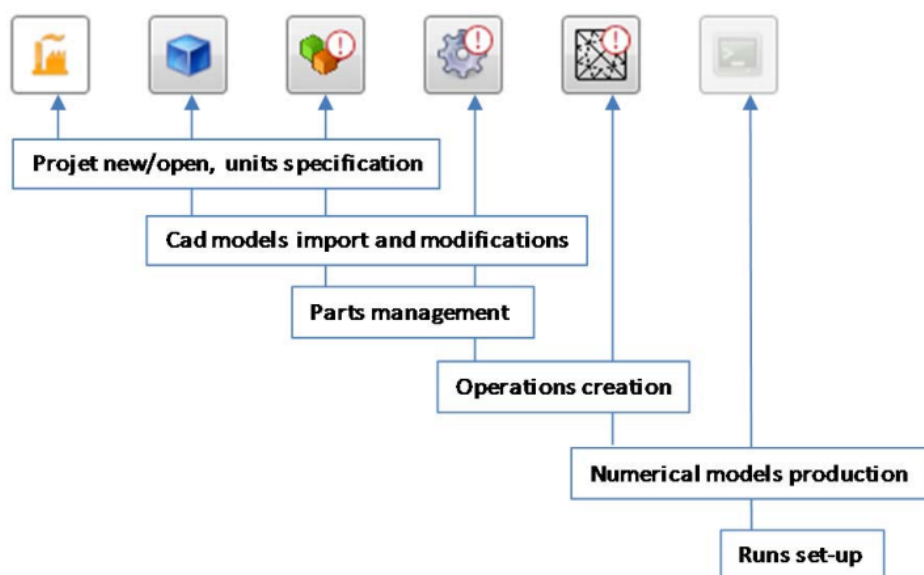 Projet new/open, units specification
Cad models import and modifications
Parts management
Operations creation
Numerical models production
Runs set-up